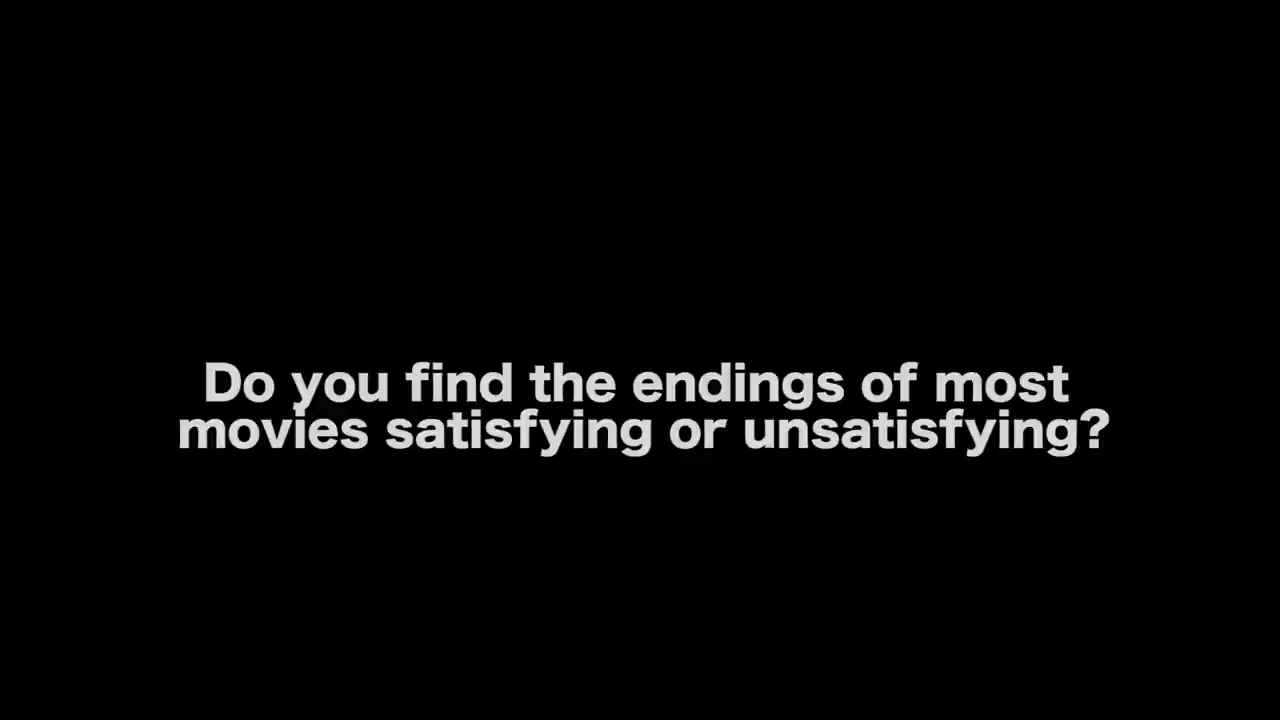 Do you find the endings of most
movies satisfying or unsatisfying?